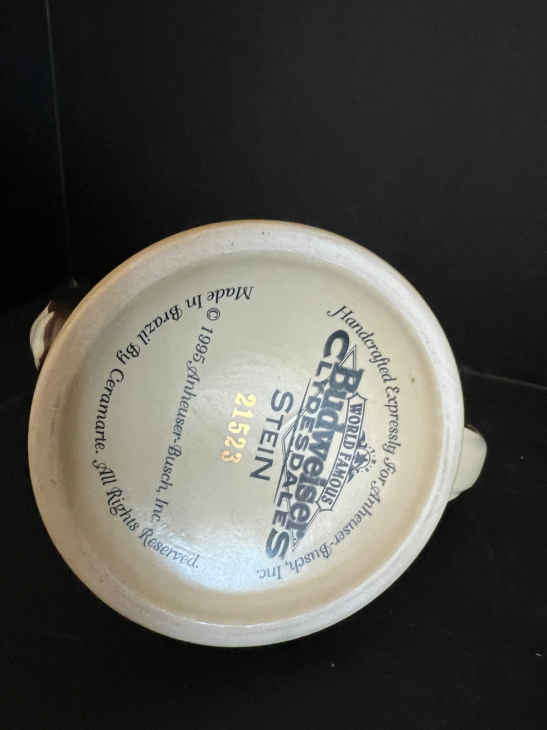 Handcrafted Expressly For Anheuser-Busch, Inc.
WORLD FAMOUS
Budweiser
CLYDESDALES
STEIN
21523
© 1995 Anheuser-Busch, Inc.
Made In Brazil By Ceramarte. All Rights Reserved.